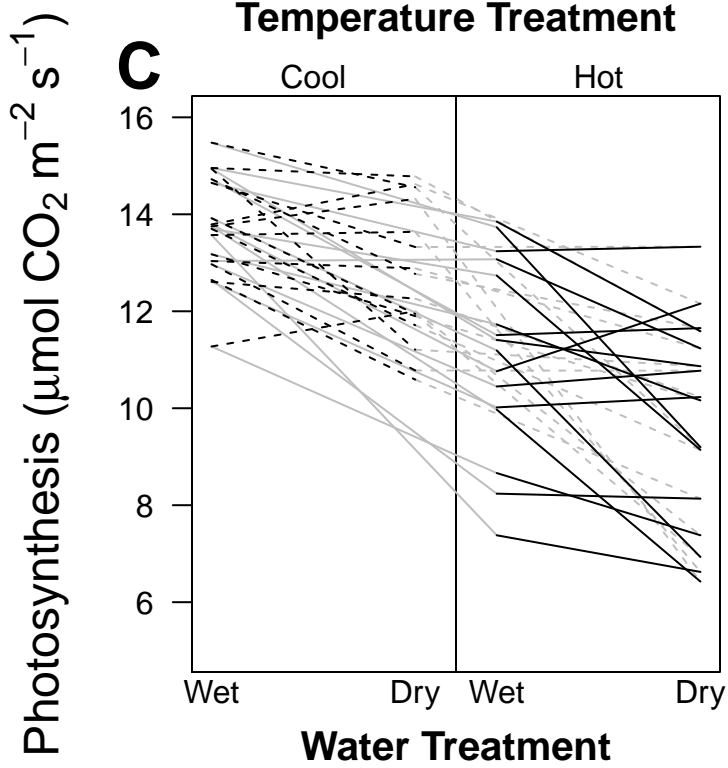 Temperature Treatment
C
Cool Hot
Photosynthesis (μmol CO₂ m⁻² s⁻¹)
16
14
12
10
8
6
Wet Dry Wet Dry
Water Treatment